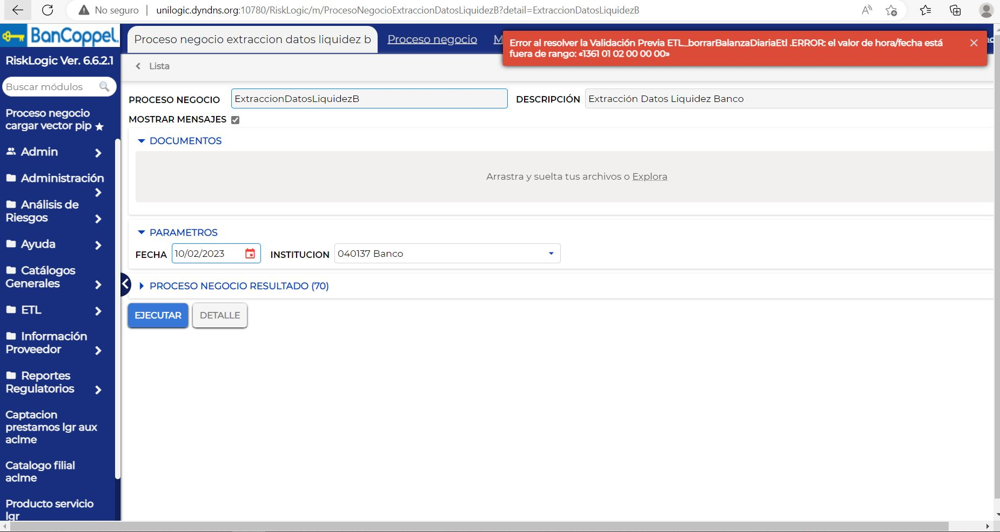 No seguro
unilogic.dyndns.org:10780/RiskLogic/m/ProcesoNegocioExtraccionDatosLiquidezB?detail=ExtraccionDatosLiquidezB
BanCoppel.
RiskLogic Ver. 6.6.2.1
Buscar módulos
Proceso negocio
cargar vector pip
Admin
Administración
Análisis de
Riesgos
Ayuda
Catálogos
Generales
ETL
Información
Proveedor
Reportes
Regulatorios
Captacion
prestamos lgr aux
aclme
Catalogo filial
aclme
Producto servicio
lgr
Proceso negocio extraccion datos liquidez b
Proceso negocio
M
Error al resolver la Validación Previa ETL_borrarBalanzaDiariaEtl .ERROR: el valor de hora/fecha está
fuera de rango: «1361 01 02 00 00 00»
Lista
PROCESO NEGOCIO ExtraccionDatosLiquidezB DESCRIPCIÓN Extracción Datos Liquidez Banco
MOSTRAR MENSAJES
DOCUMENTOS
Arrastra y suelta tus archivos o Explora
PARAMETROS
FECHA 10/02/2023 INSTITUCION 040137 Banco
PROCESO NEGOCIO RESULTADO (70)
EJECUTAR DETALLE